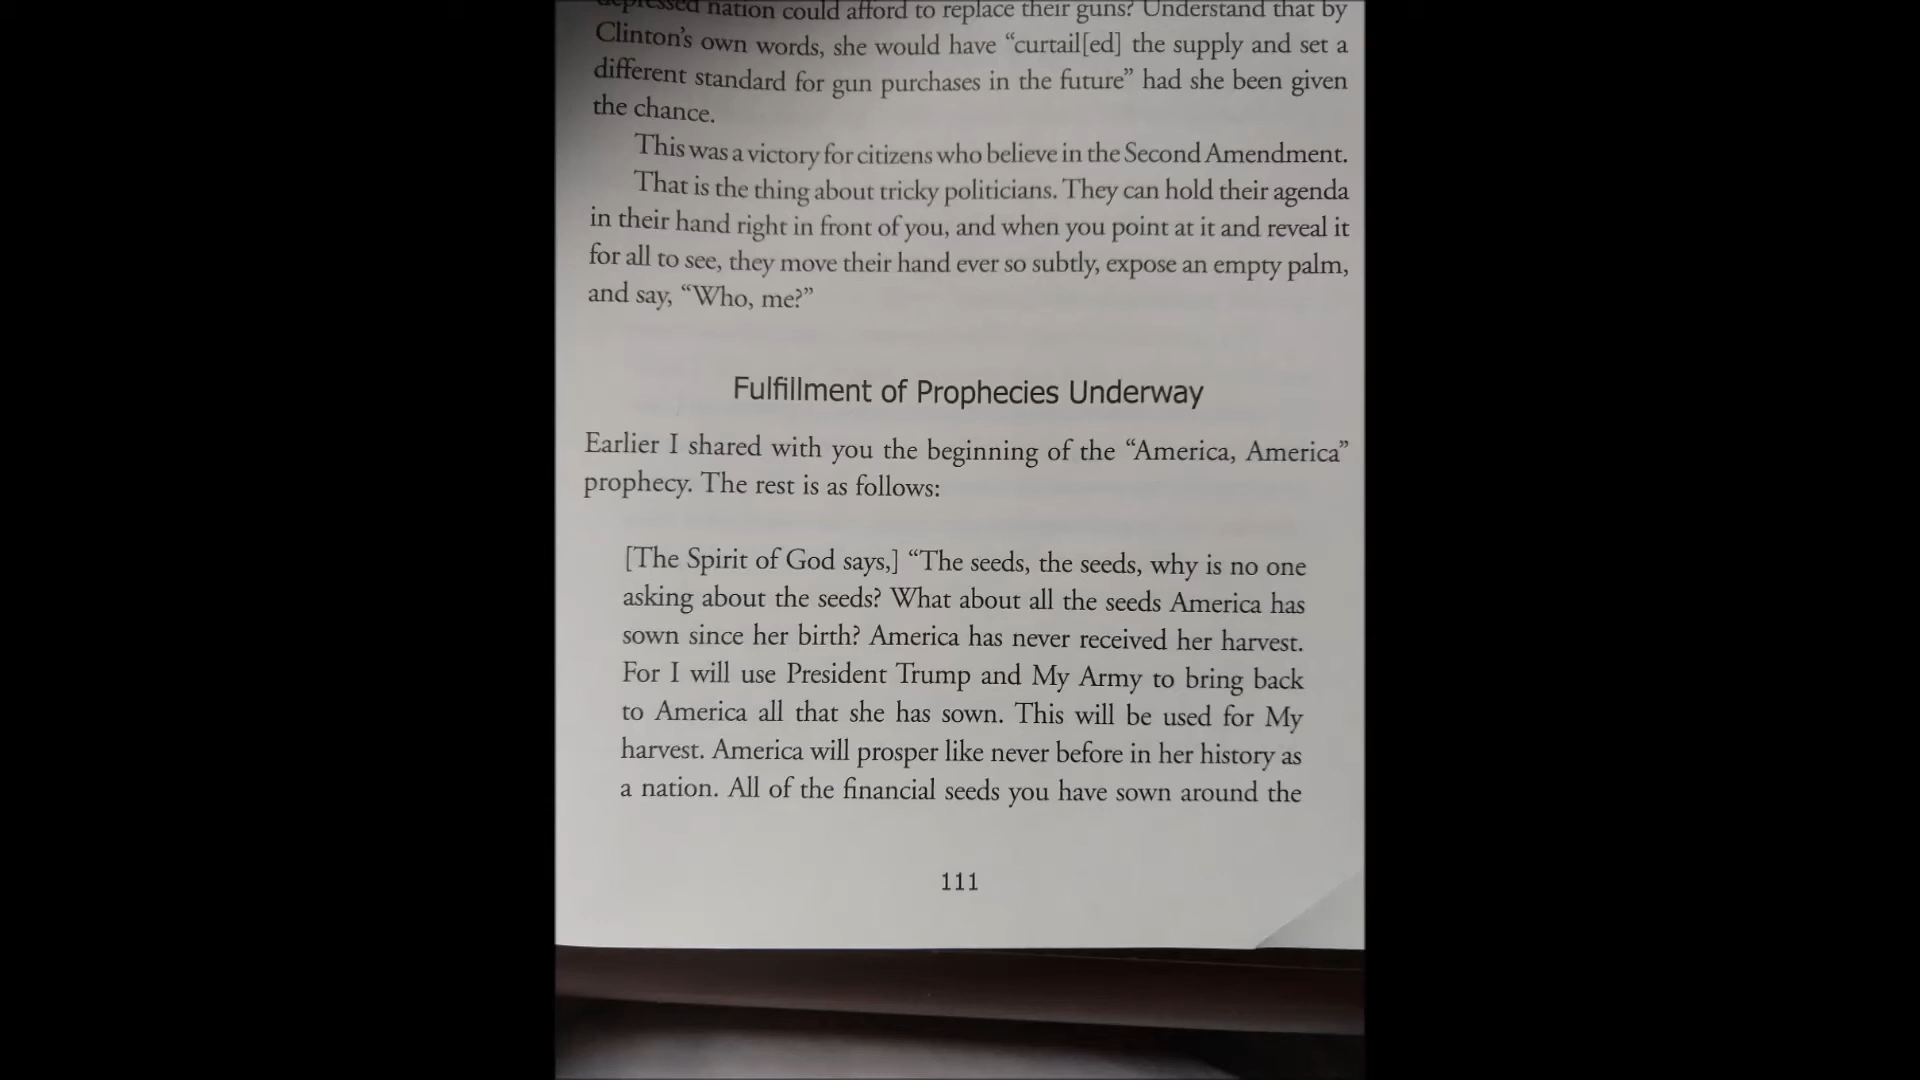 depressed nation could afford to replace their guns? Understand that by
Clinton's own words, she would have “curtail[ed] the supply and set a
different standard for gun purchases in the future” had she been given
the chance.
This was a victory for citizens who believe in the Second Amendment.
That is the thing about tricky politicians. They can hold their agenda
in their hand right in front of you, and when you point at it and reveal it
for all to see, they move their hand ever so subtly, expose an empty palm,
and say, “Who, me?”
Fulfillment of Prophecies Underway
Earlier I shared with you the beginning of the “America, America”
prophecy. The rest is as follows:
[The Spirit of God says,] “The seeds, the seeds, why is no one
asking about the seeds? What about all the seeds America has
sown since her birth? America has never received her harvest.
For I will use President Trump and My Army to bring back
to America all that she has sown. This will be used for My
harvest. America will prosper like never before in her history as
a nation. All of the financial seeds you have sown around the
111